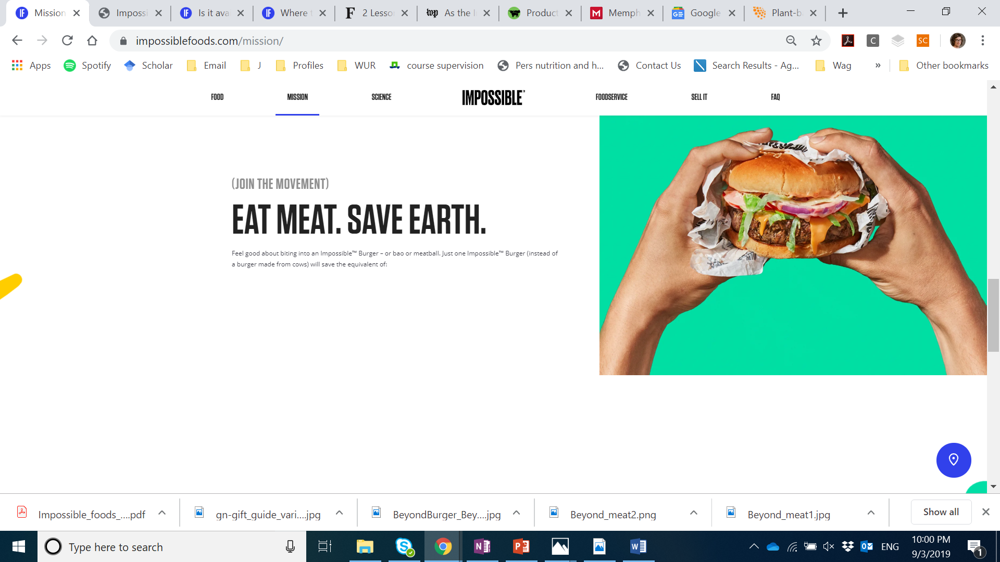 Mission
Impossi
Is it avai
Where t
2 Lesso
As the I
Product
Memph
Google
Plant-ba
impossiblefoods.com/mission/
Apps
Spotify
Scholar
Email
J
Profiles
WUR
course supervision
Pers nutrition and h...
Contact Us
Search Results - Ag...
Wag
»
Other bookmarks
FOOD
MISSION
SCIENCE
IMPOSSIBLE™
FOODSERVICE
SELL IT
FAQ
(JOIN THE MOVEMENT)
EAT MEAT. SAVE EARTH.
Feel good about biting into an Impossible™ Burger – or bao or meatball. Just one Impossible™ Burger (instead of
a burger made from cows) will save the equivalent of:
Impossible_foods_....pdf
gn-gift_guide_vari....jpg
BeyondBurger_Bey....jpg
Beyond_meat2.png
Beyond_meat1.jpg
Show all
Type here to search
ENG
10:00 PM
9/3/2019
1